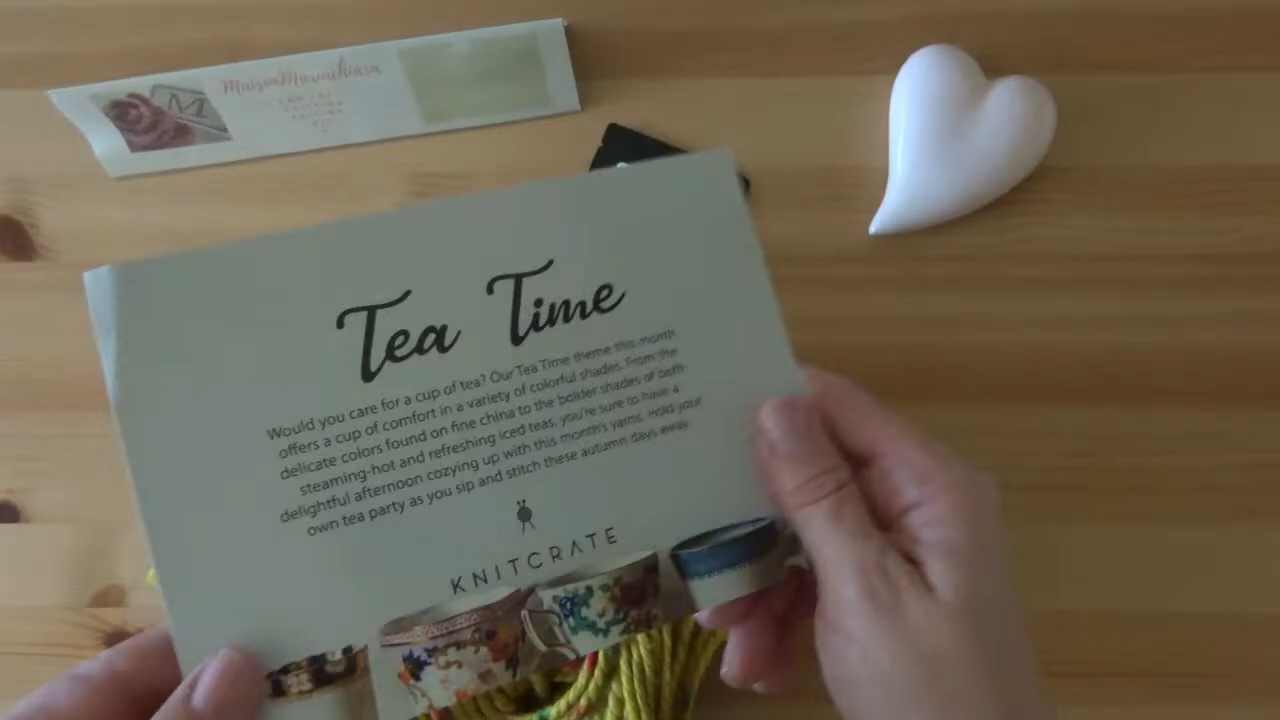 MaisonMariachiara
M
Tea Time
Would you care for a cup of tea? Our Tea Time theme this month
offers a cup of comfort in a variety of colorful shades. From the
delicate colors found on fine china to the bolder shades of both
steaming-hot and refreshing iced teas, you're sure to have a
delightful afternoon cozying up with this month's yarns. Hold your
own tea party as you sip and stitch these autumn days away.
KNITCRATE